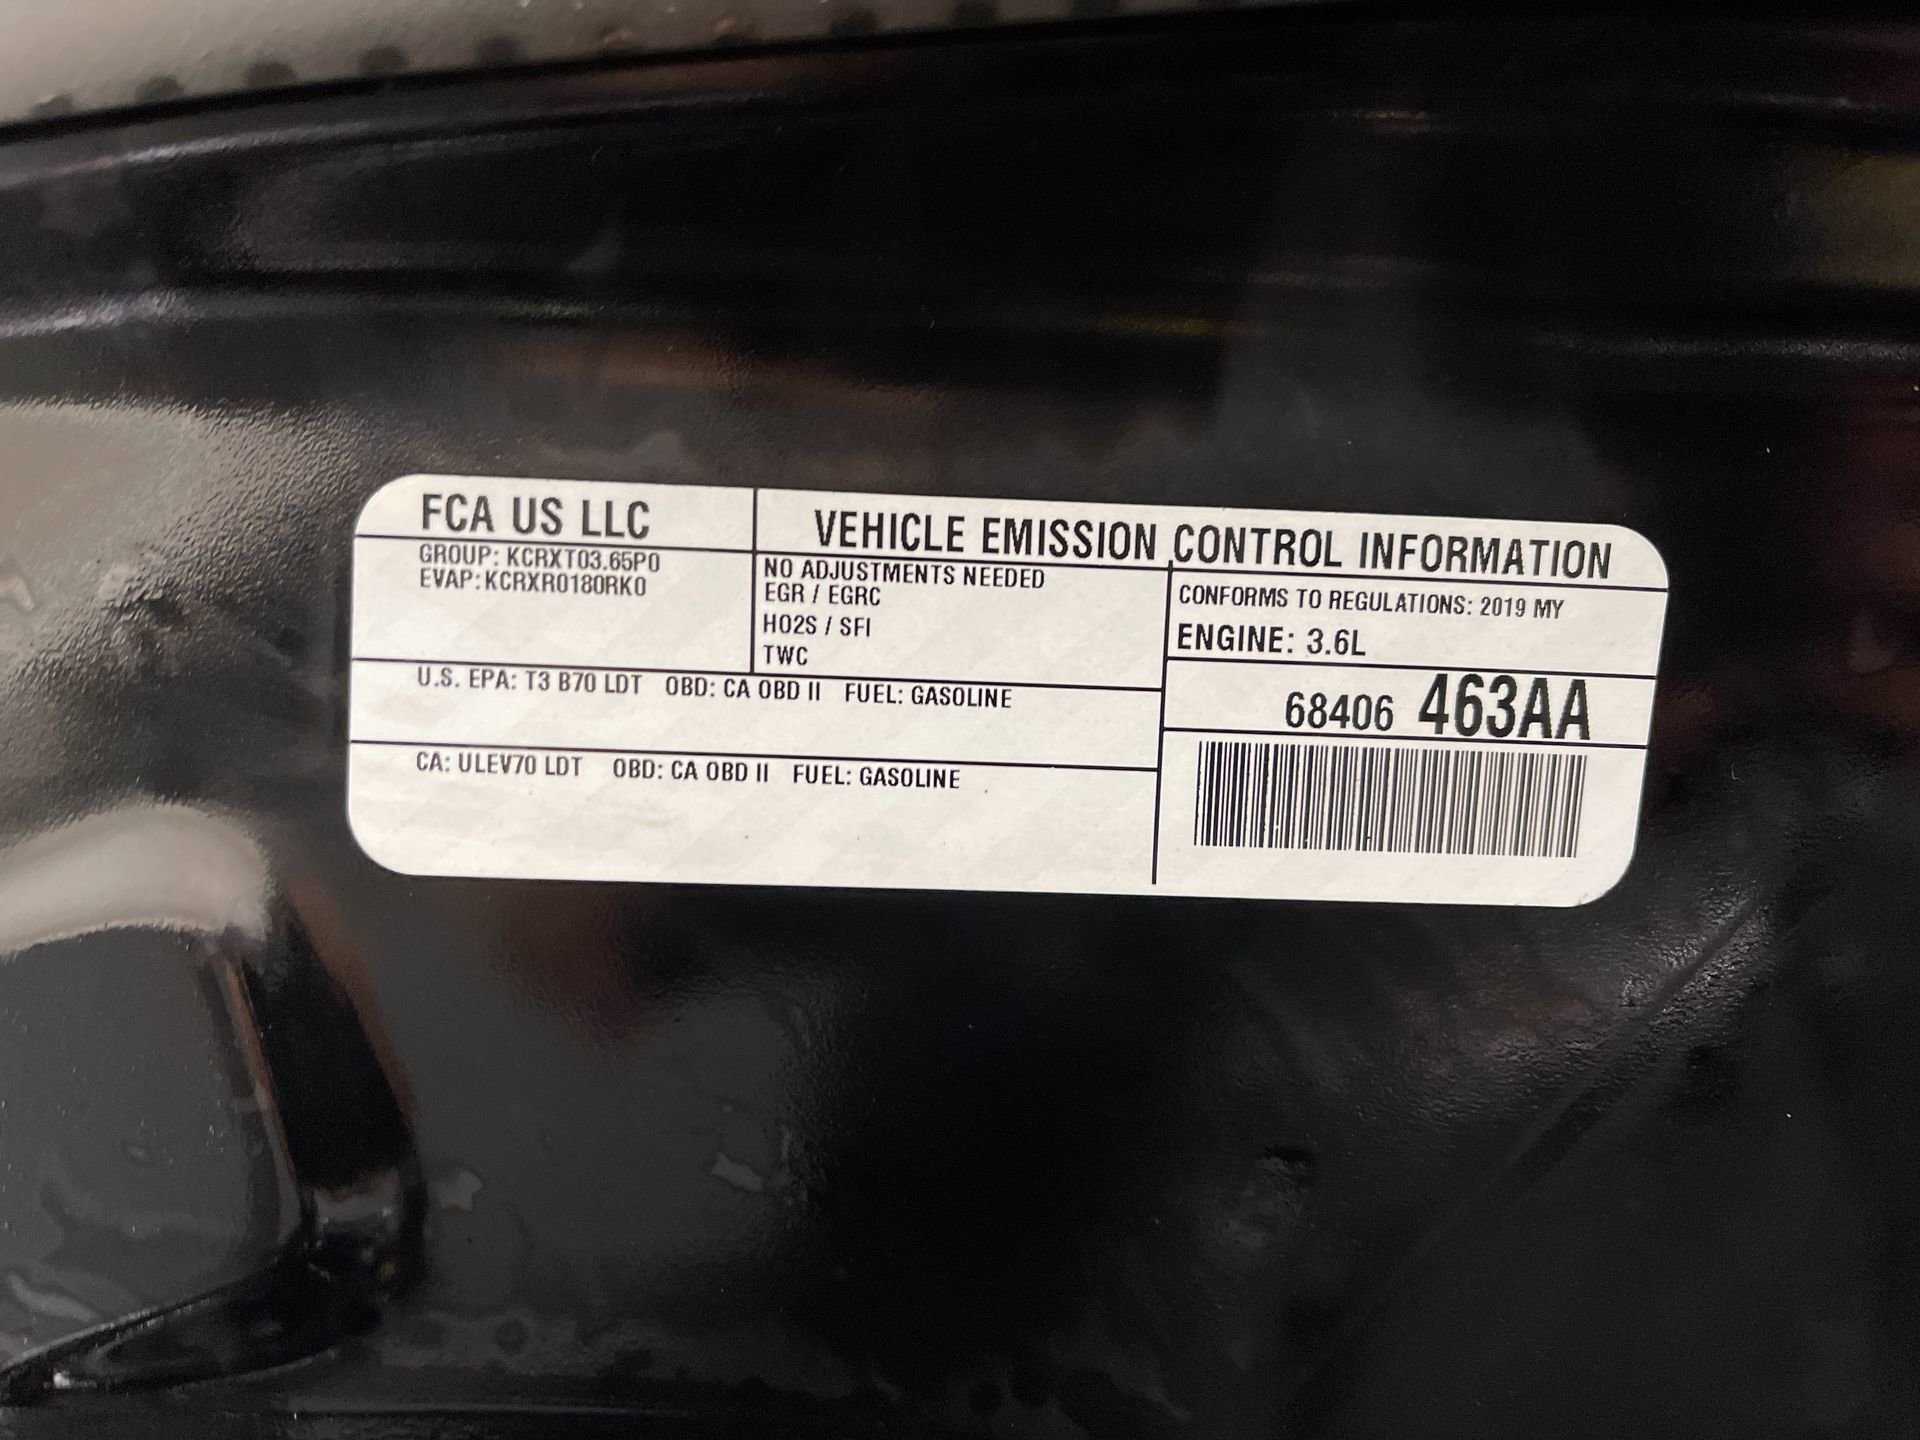 FCA US LLC
VEHICLE EMISSION CONTROL INFORMATION
GROUP: KCRXT03.65P0
EVAP:KCRXR0180RK0
NO ADJUSTMENTS NEEDED
EGR / EGRC
HO2S / SFI
TWC
CONFORMS TO REGULATIONS: 2019 MY
ENGINE: 3.6L
U.S. EPA: T3 B70 LDT OBD: CA OBD II FUEL: GASOLINE
68406 463AA
CA: ULEV70 LDT OBD: CA OBD II FUEL: GASOLINE